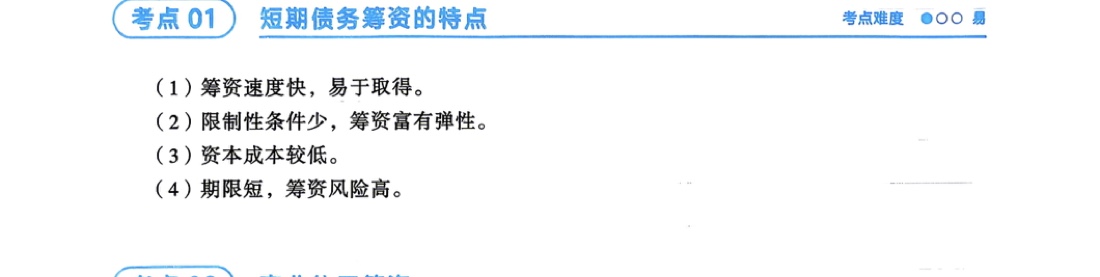 考点 01 短期债务筹资的特点 考点难度 ●○○ 易
（1）筹资速度快，易于取得。
（2）限制性条件少，筹资富有弹性。
（3）资本成本较低。
（4）期限短，筹资风险高。